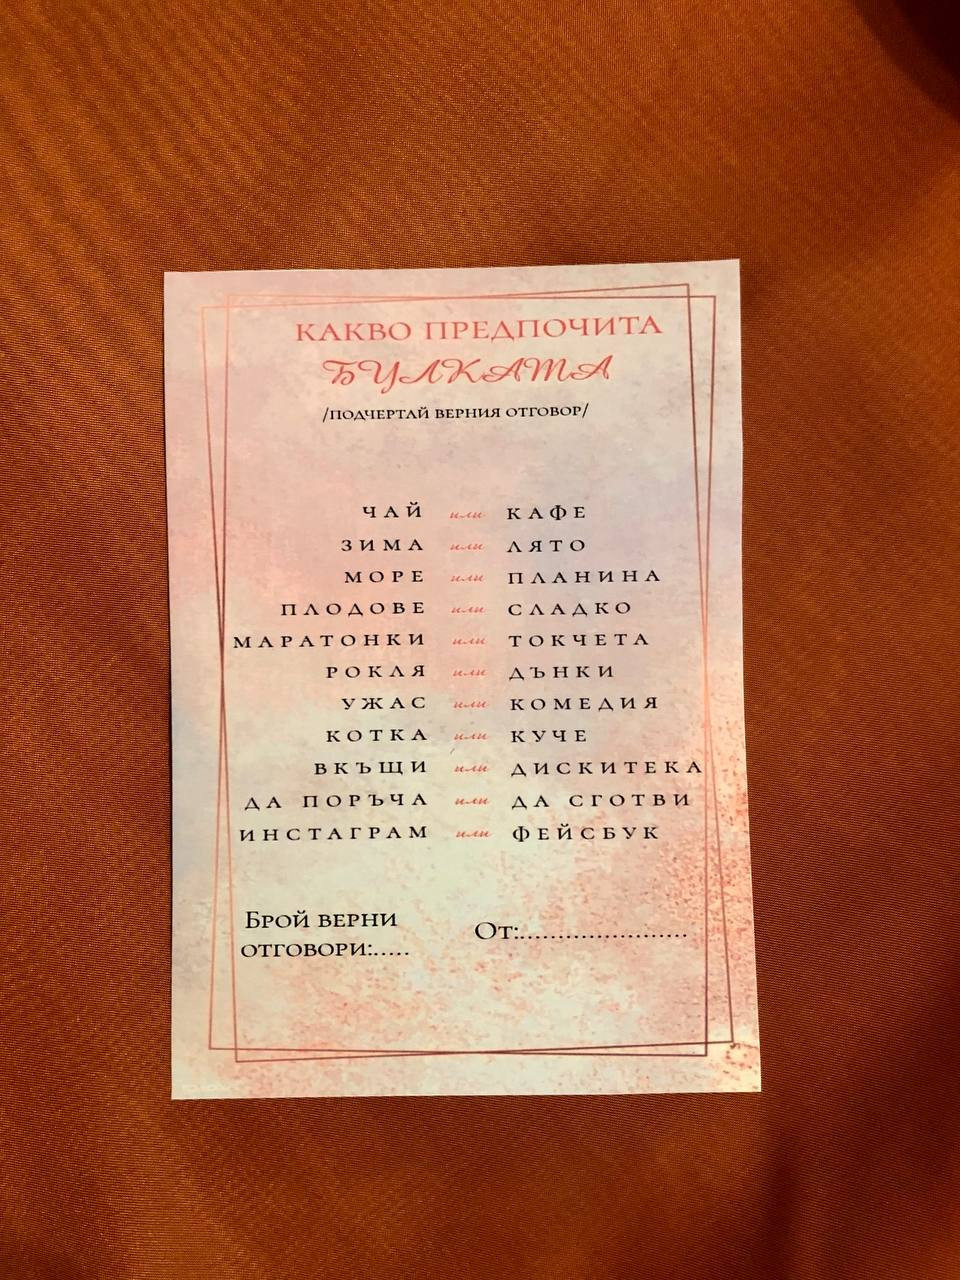 КАКВО ПРЕДПОЧИТА
БУЛКАТА
/ПОДЧЕРТАЙ ВЕРНИЯ ОТГОВОР/
ЧАЙ или КАФЕ
ЗИМА или ЛЯТО
МОРЕ или ПЛАНИНА
ПЛОДОВЕ или СЛАДКО
МАРАТОНКИ или ТОКЧЕТА
РОКЛЯ или ДЪНКИ
УЖАС или КОМЕДИЯ
КОТКА или КУЧЕ
ВКЪЩИ или ДИСКИТЕКА
ДА ПОРЪЧА или ДА СГОТВИ
ИНСТАГРАМ или ФЕЙСБУК
БРОЙ ВЕРНИ
ОТГОВОРИ:.....
От:......................